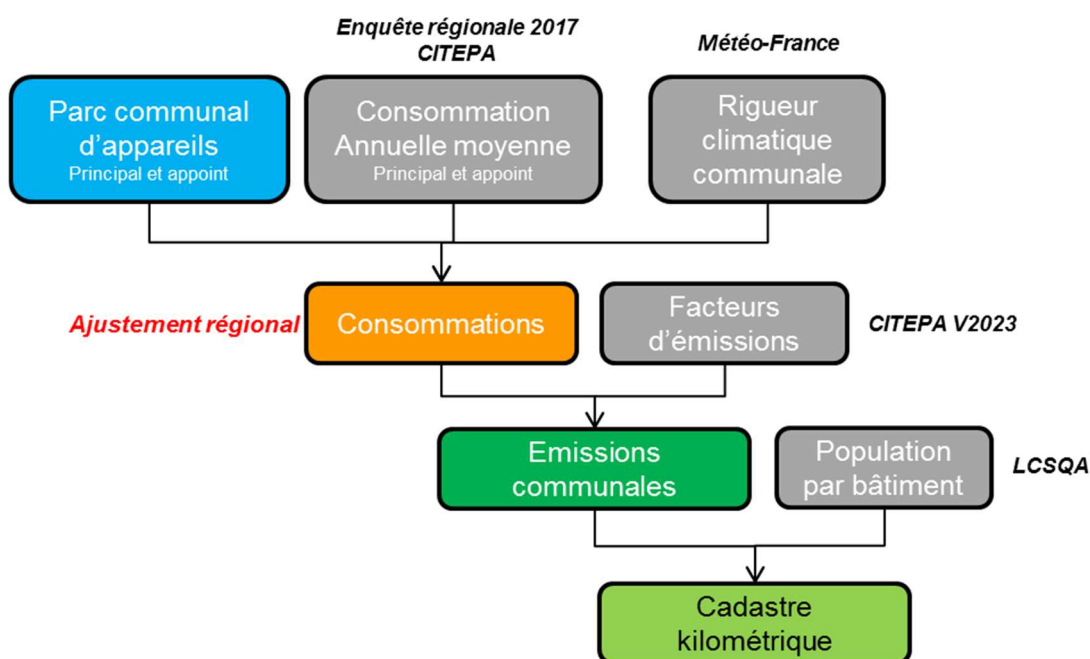 Enquête régionale 2017
CITEPA
Météo-France
Parc communal
d'appareils
Principal et appoint
Consommation
Annuelle moyenne
Principal et appoint
Rigueur
climatique
communale
Ajustement régional
Consommations
Facteurs
d'émissions
CITEPA V2023
Emissions
communales
Population
par bâtiment
LCSQA
Cadastre
kilométrique